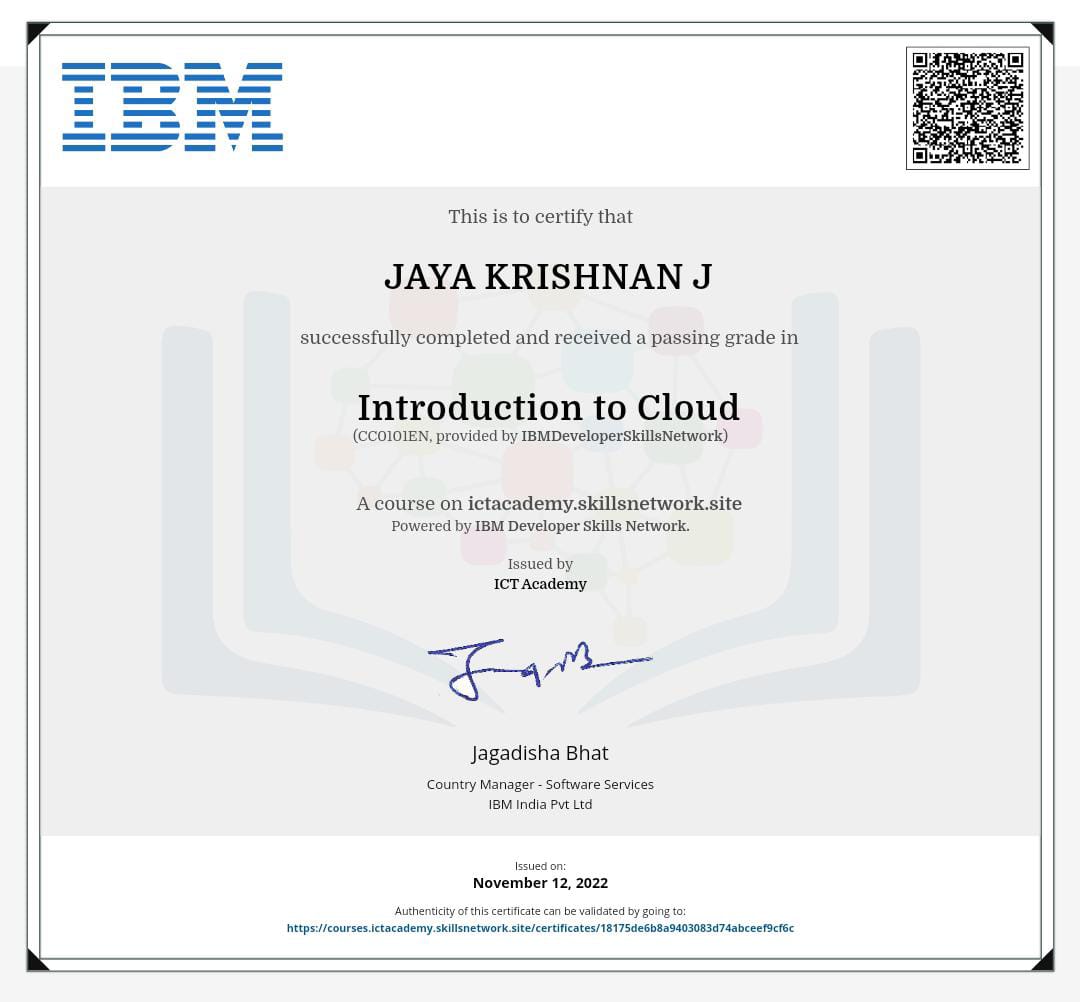 IBM
This is to certify that
JAYA KRISHNAN J
successfully completed and received a passing grade in
Introduction to Cloud
(CC0101EN, provided by IBMDeveloperSkillsNetwork)
A course on ictacademy.skillsnetwork.site
Powered by IBM Developer Skills Network.
Issued by
ICT Academy
Jagadisha Bhat
Country Manager - Software Services
IBM India Pvt Ltd
Issued on:
November 12, 2022
Authenticity of this certificate can be validated by going to:
https://courses.ictacademy.skillsnetwork.site/certificates/18175de6b8a9403083d74abceef9cf6c